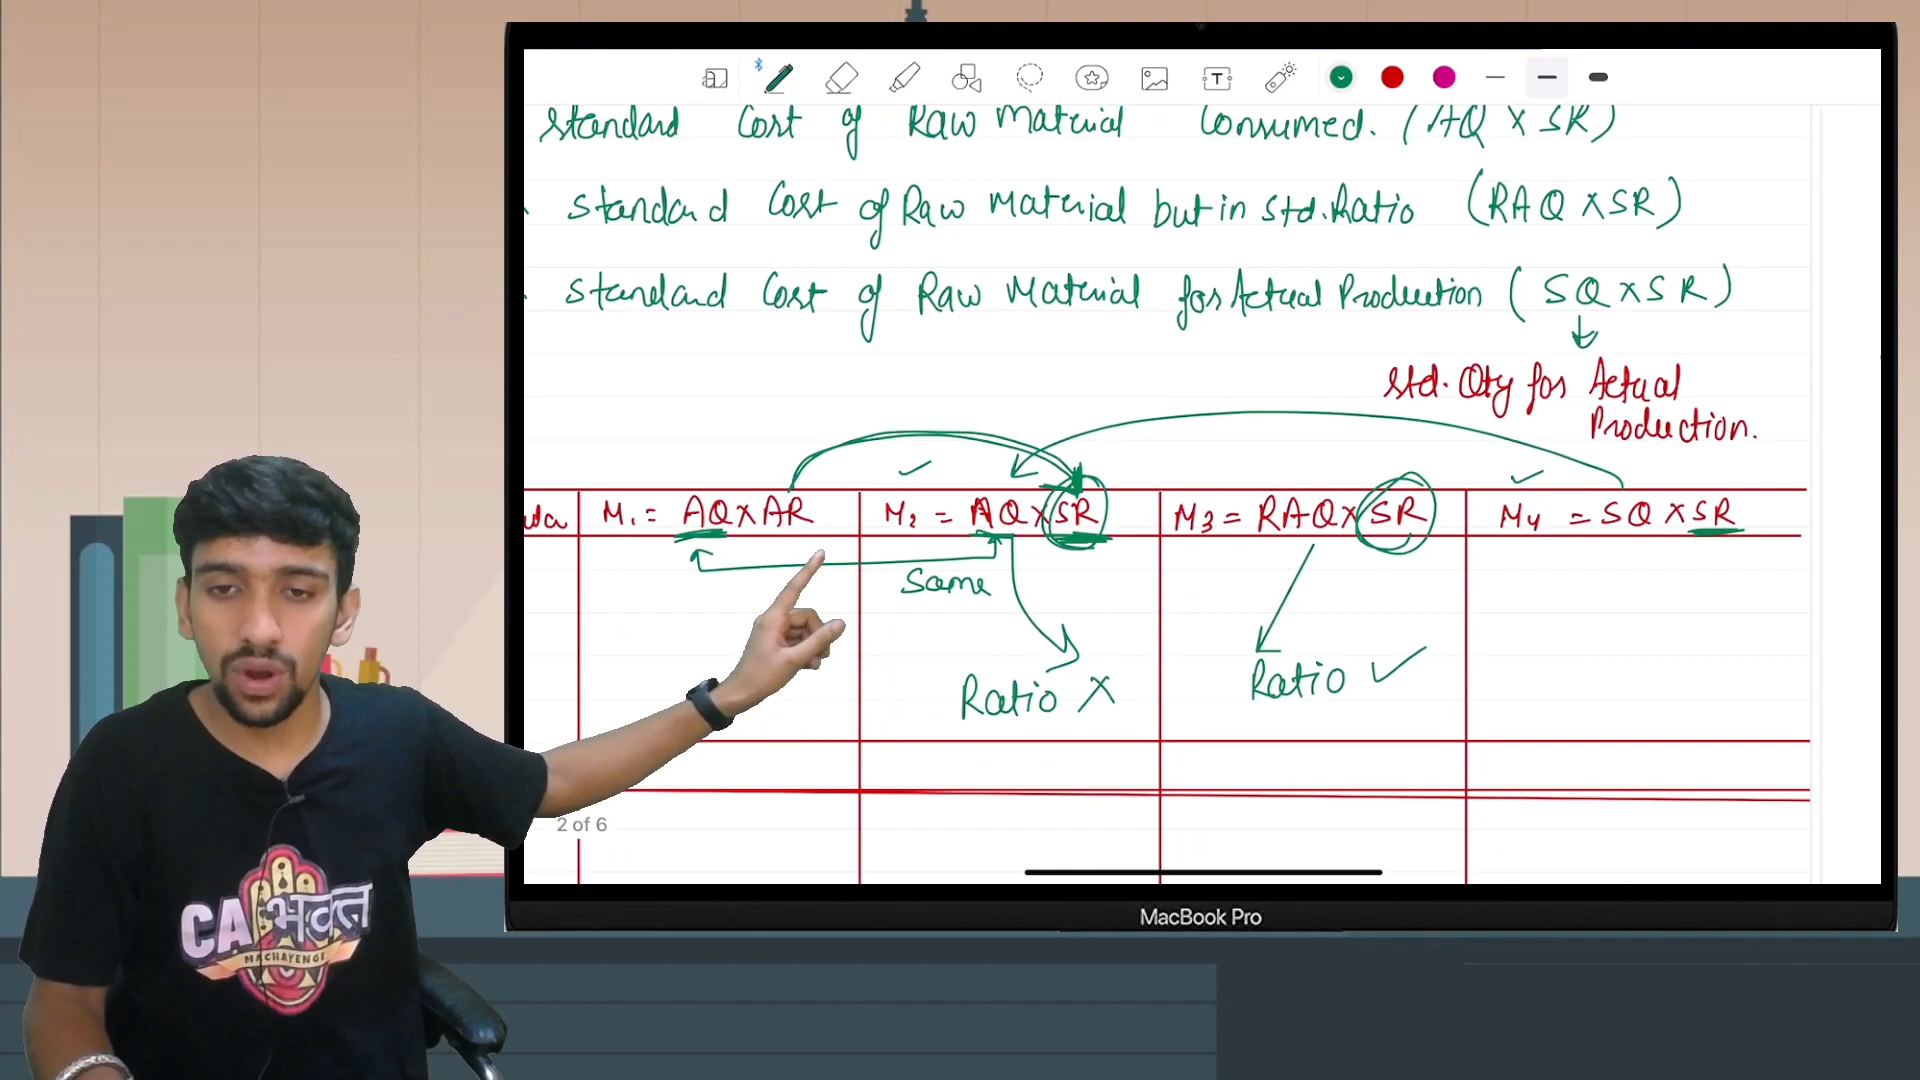 standard Cost of Raw Material Consumed. (AQ X SR)
standard Cost of Raw Material but in std. Ratio (RAQ X SR)
standard Cost of Raw Material for Actual Production (SQ X SR)
Std. Qty for Actual
Production.
M1 = AQ X AR M2 = AQ X SR M3 = RAQ X SR M4 = SQ X SR
Same
Ratio X Ratio ✓
2 of 6
MacBook Pro
CA भक्त
MACHAYENGE